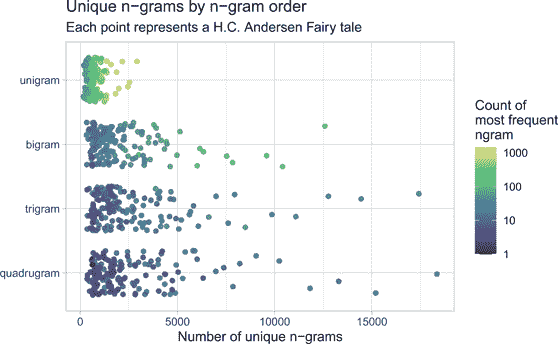 Unique n-grams by n-gram order
Each point represents a H.C. Andersen Fairy tale
unigram
bigram
trigram
quadrugram
0 5000 10000 15000
Number of unique n-grams
Count of
most frequent
ngram
1000
100
10
1